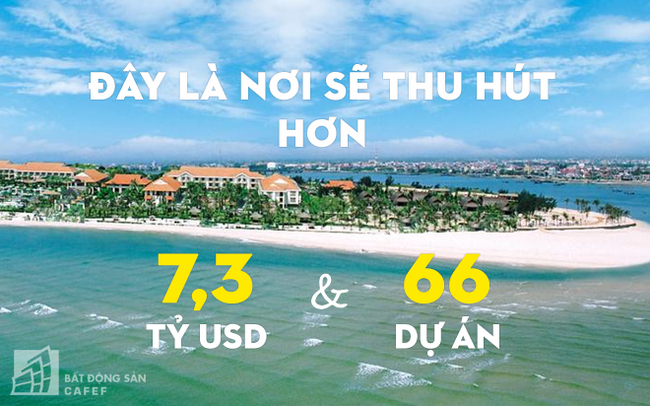 ĐÂY LÀ NƠI SẼ THU HÚT
HƠN
7,3 & 66
TỶ USD DỰ ÁN
BẤT ĐỘNG SẢN
CAFEF